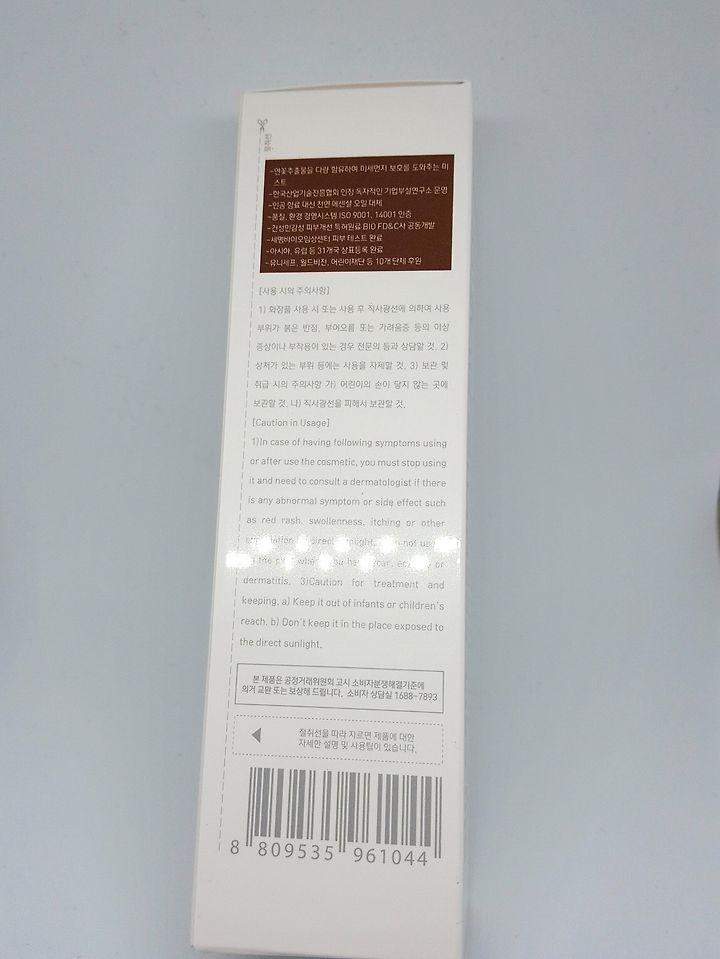 절취선
-연꽃추출물을 다량 함유하여 미세먼지 보호를 도와주는 미
스트
-한국산업기술진흥협회 인정 독자적인 기업부설연구소 운영
-인공 향료 대신 천연 에센셜 오일 대체
-품질, 환경 경영시스템 ISO 9001, 14001 인증
-건성민감성 피부개선 특허원료 BIO FD&C사 공동개발
-세명바이오임상센터 피부 테스트 완료
-아시아, 유럽 등 31개국 상표등록 완료
-유니세프, 월드비전, 어린이재단 등 10개 단체 후원
[사용 시의 주의사항]
1) 화장품 사용 시 또는 사용 후 직사광선에 의하여 사용
부위가 붉은 반점, 부어오름 또는 가려움증 등의 이상
증상이나 부작용이 있는 경우 전문의 등과 상담할 것. 2)
상처가 있는 부위 등에는 사용을 자제할 것. 3) 보관 및
취급 시의 주의사항 가) 어린이의 손이 닿지 않는 곳에
보관할 것. 나) 직사광선을 피해서 보관할 것.
[Caution in Usage]
1)In case of having following symptoms using
or after use the cosmetic, you must stop using
it and need to consult a dermatologist if there
is any abnormal symptom or side effect such
as red rash, swollenness, itching or other
direct not
the you or
dermatitis. 3)Caution for treatment and
keeping. a) Keep it out of infants or children's
reach. b) Don't keep it in the place exposed to
the direct sunlight.
본 제품은 공정거래위원회 고시 소비자분쟁해결기준에
의거 교환 또는 보상해 드립니다. 소비자 상담실 1688-7893
절취선을 따라 자르면 제품에 대한
자세한 설명 및 사용팁이 있습니다.
8 809535 961044